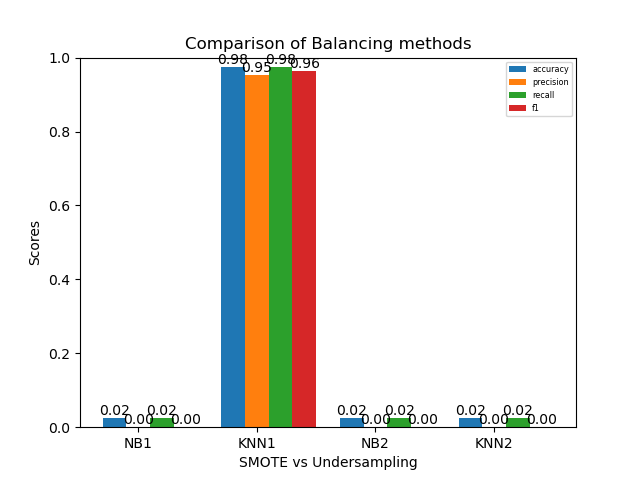 Comparison of Balancing methods
1.0
0.8
0.6
0.4
0.2
0.0
Scores
0.02 0.00 0.02 0.00
0.98 0.95 0.98 0.96
0.02 0.00 0.02 0.00
0.02 0.00 0.02 0.00
accuracy
precision
recall
f1
NB1 KNN1 NB2 KNN2
SMOTE vs Undersampling